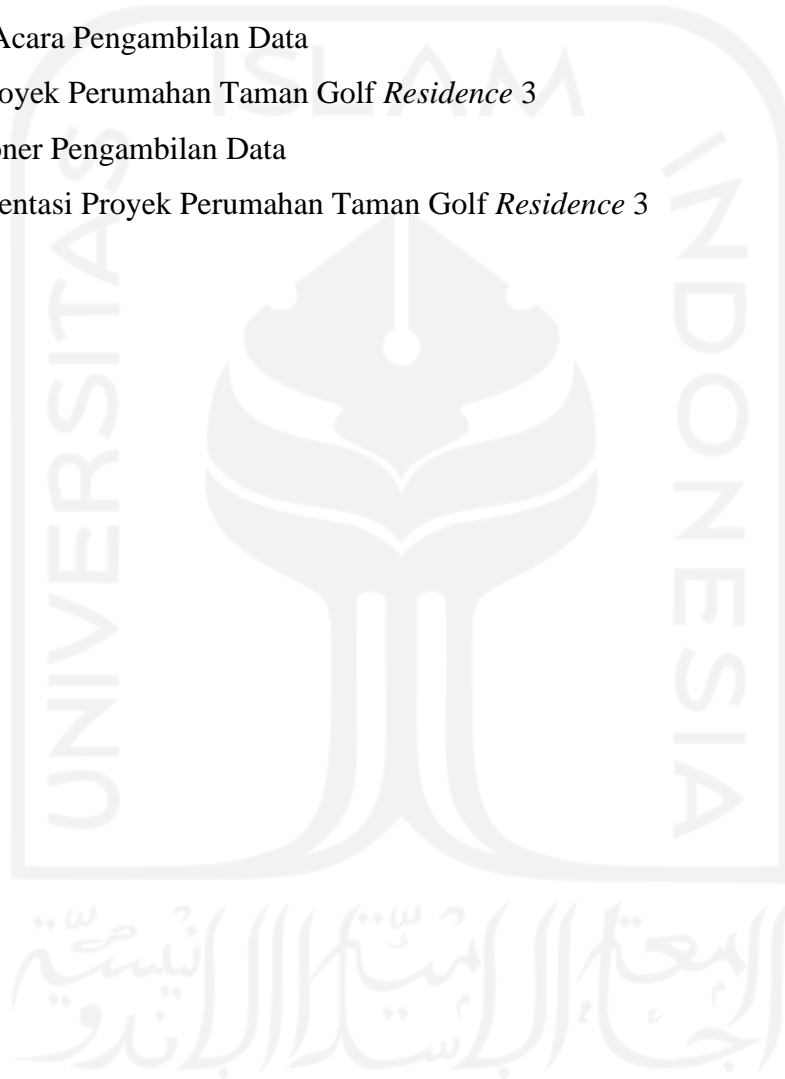 Acara Pengambilan Data
oyek Perumahan Taman Golf Residence 3
oner Pengambilan Data
entasi Proyek Perumahan Taman Golf Residence 3
ISLAM
UNIVERSITAS
INDONESIA